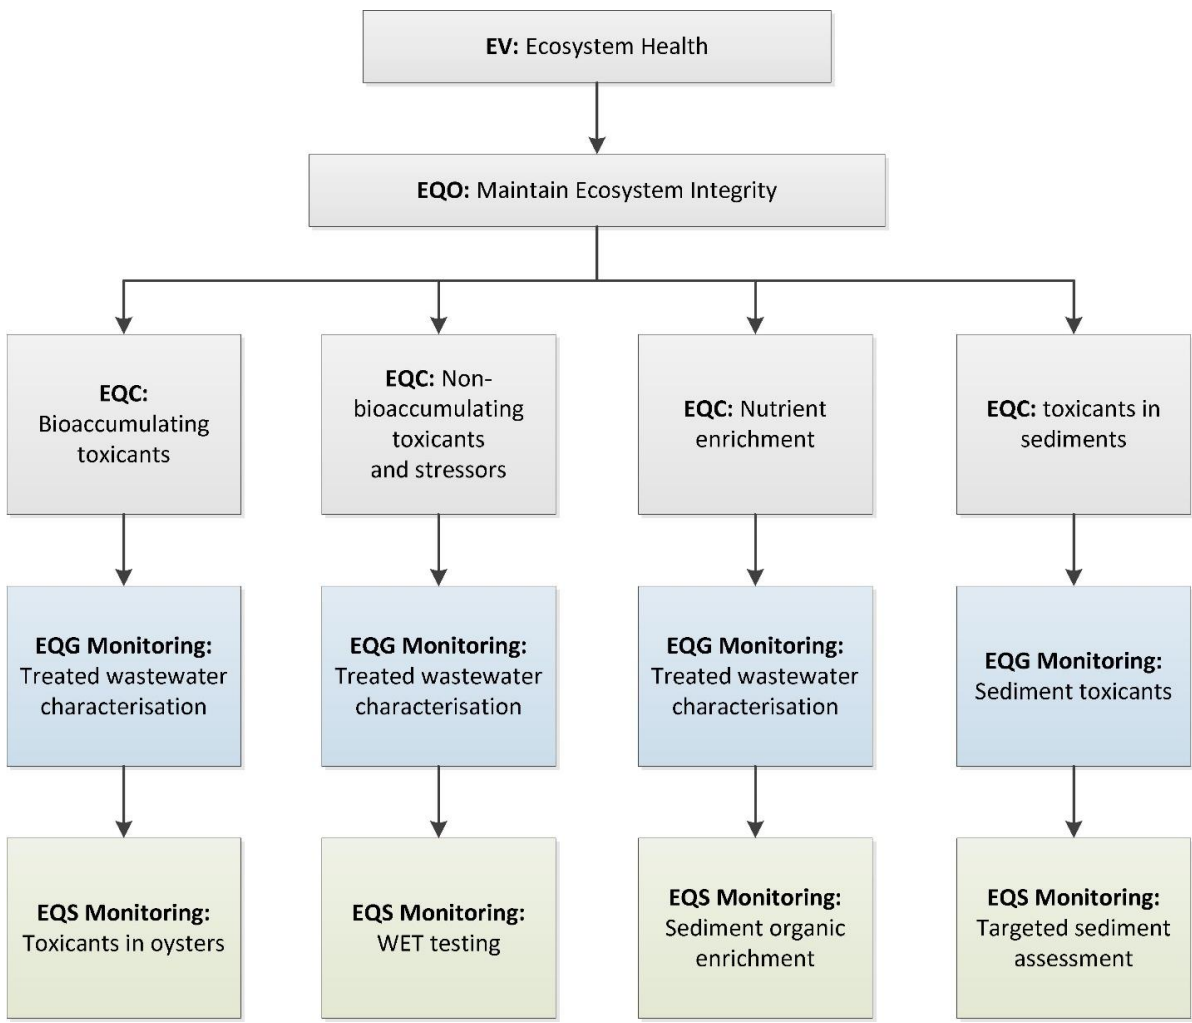 EV: Ecosystem Health
EQO: Maintain Ecosystem Integrity
EQC:
Bioaccumulating
toxicants
EQC: Non-
bioaccumulating
toxicants
and stressors
EQC: Nutrient
enrichment
EQC: toxicants in
sediments
EQG Monitoring:
Treated wastewater
characterisation
EQG Monitoring:
Treated wastewater
characterisation
EQG Monitoring:
Treated wastewater
characterisation
EQG Monitoring:
Sediment toxicants
EQS Monitoring:
Toxicants in oysters
EQS Monitoring:
WET testing
EQS Monitoring:
Sediment organic
enrichment
EQS Monitoring:
Targeted sediment
assessment